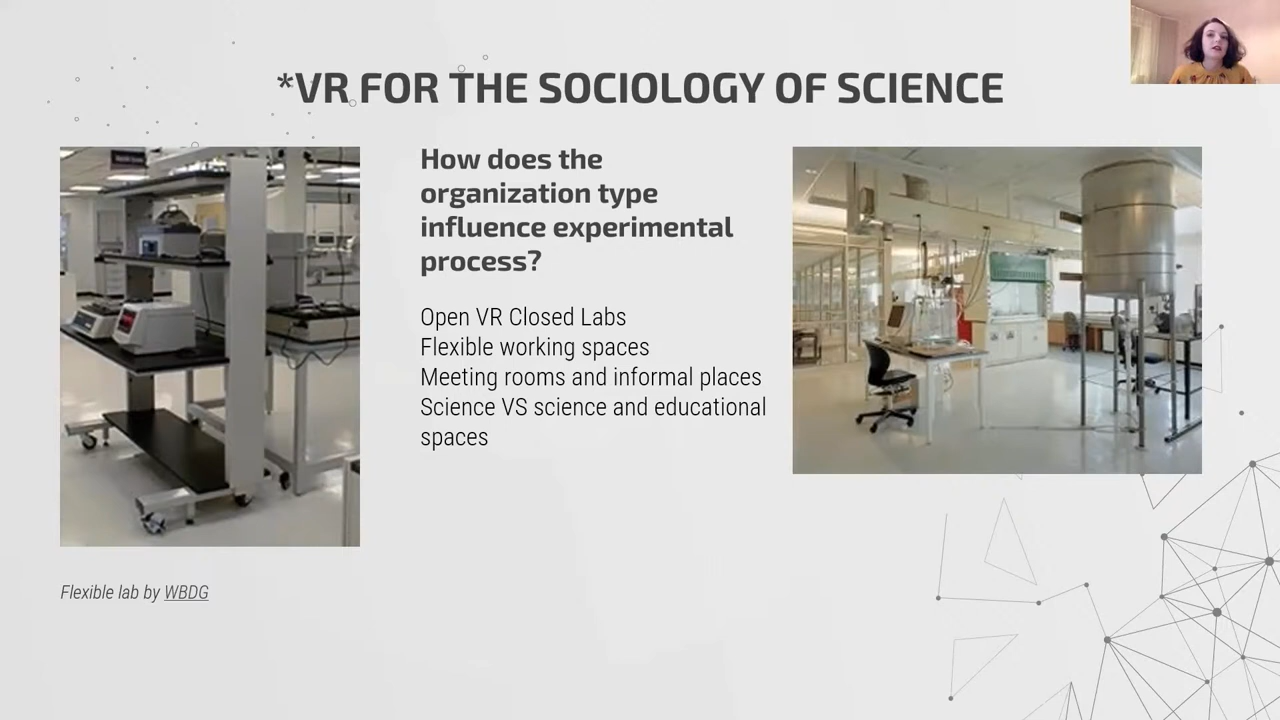 *VR FOR THE SOCIOLOGY OF SCIENCE
How does the
organization type
influence experimental
process?
Open VR Closed Labs
Flexible working spaces
Meeting rooms and informal places
Science VS science and educational
spaces
Flexible lab by WBDG